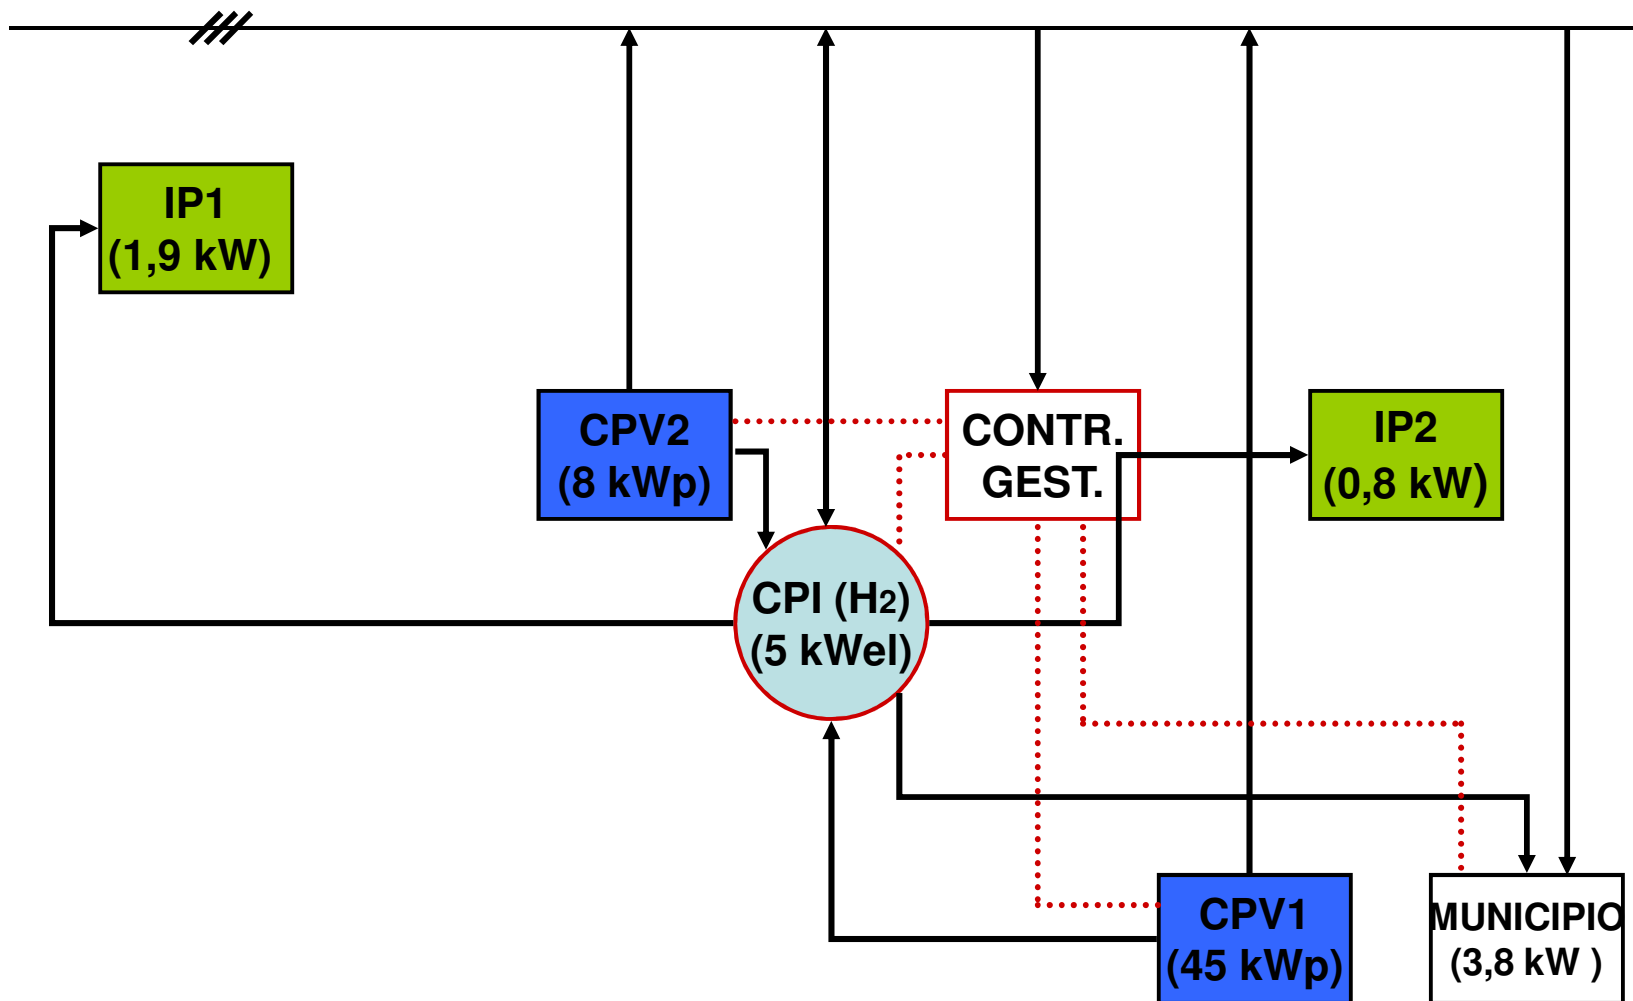 IP1
(1,9 kW)
CPV2
(8 kWp)
CONTR.
GEST.
IP2
(0,8 kW)
CPI (H2)
(5 kWel)
CPV1
(45 kWp)
MUNICIPIO
(3,8 kW )